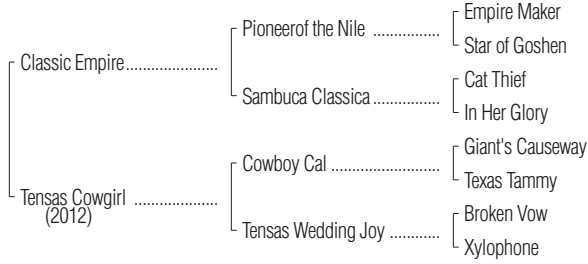 Empire Maker
Pioneerof the Nile ................
Star of Goshen
Classic Empire......................
Cat Thief
Sambuca Classica................
In Her Glory
Giant's Causeway
Cowboy Cal ..........................
Texas Tammy
Tensas Cowgirl ....................
(2012)
Broken Vow
Tensas Wedding Joy ............
Xylophone